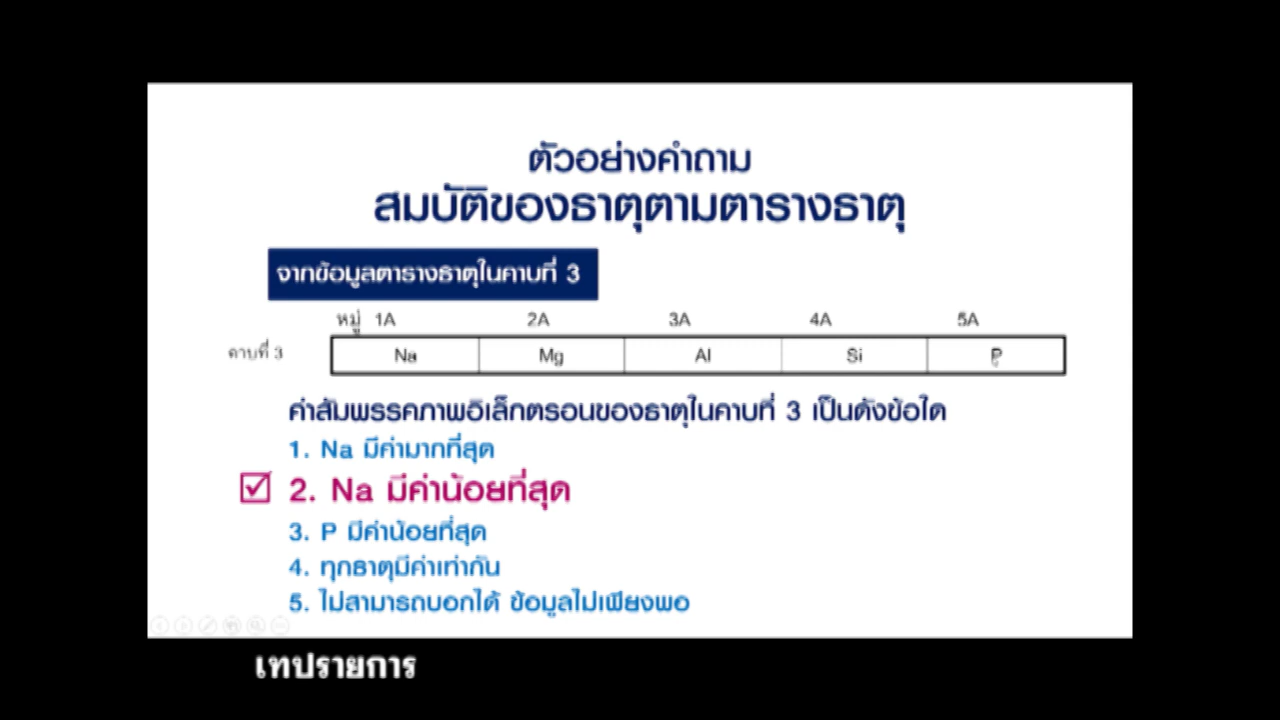 ตัวอย่างคำถาม
สมบัติของธาตุตามตารางธาตุ
จากข้อมูลตารางธาตุในคาบที่ 3
หมู่ 1A 2A 3A 4A 5A
คาบที่ 3 Na Mg Al Si P
ค่าสัมพรรคภาพอิเล็กตรอนของธาตุในคาบที่ 3 เป็นดังข้อใด
1. Na มีค่ามากที่สุด
2. Na มีค่าน้อยที่สุด
3. P มีค่าน้อยที่สุด
4. ทุกธาตุมีค่าเท่ากัน
5. ไม่สามารถบอกได้ ข้อมูลไม่เพียงพอ
เทปรายการ